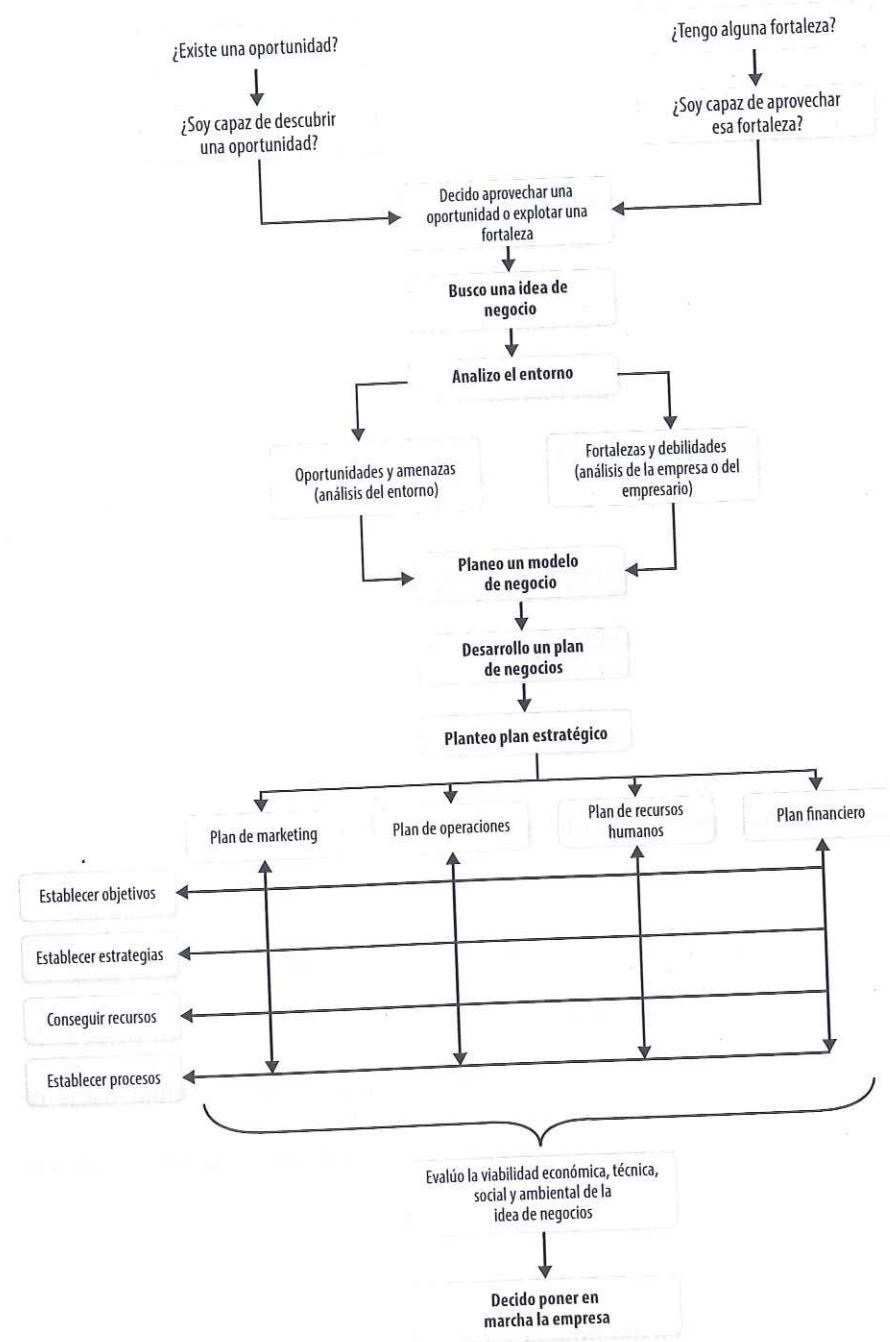 ¿Existe una oportunidad?
¿Tengo alguna fortaleza?
¿Soy capaz de descubrir
una oportunidad?
¿Soy capaz de aprovechar
esa fortaleza?
Decido aprovechar una
oportunidad o explotar una
fortaleza
Busco una idea de
negocio
Analizo el entorno
Oportunidades y amenazas
(análisis del entorno)
Fortalezas y debilidades
(análisis de la empresa o del
empresario)
Planeo un modelo
de negocio
Desarrollo un plan
de negocios
Planteo plan estratégico
Plan de marketing
Plan de operaciones
Plan de recursos
humanos
Plan financiero
Establecer objetivos
Establecer estrategias
Conseguir recursos
Establecer procesos
Evalúo la viabilidad económica, técnica,
social y ambiental de la
idea de negocios
Decido poner en
marcha la empresa